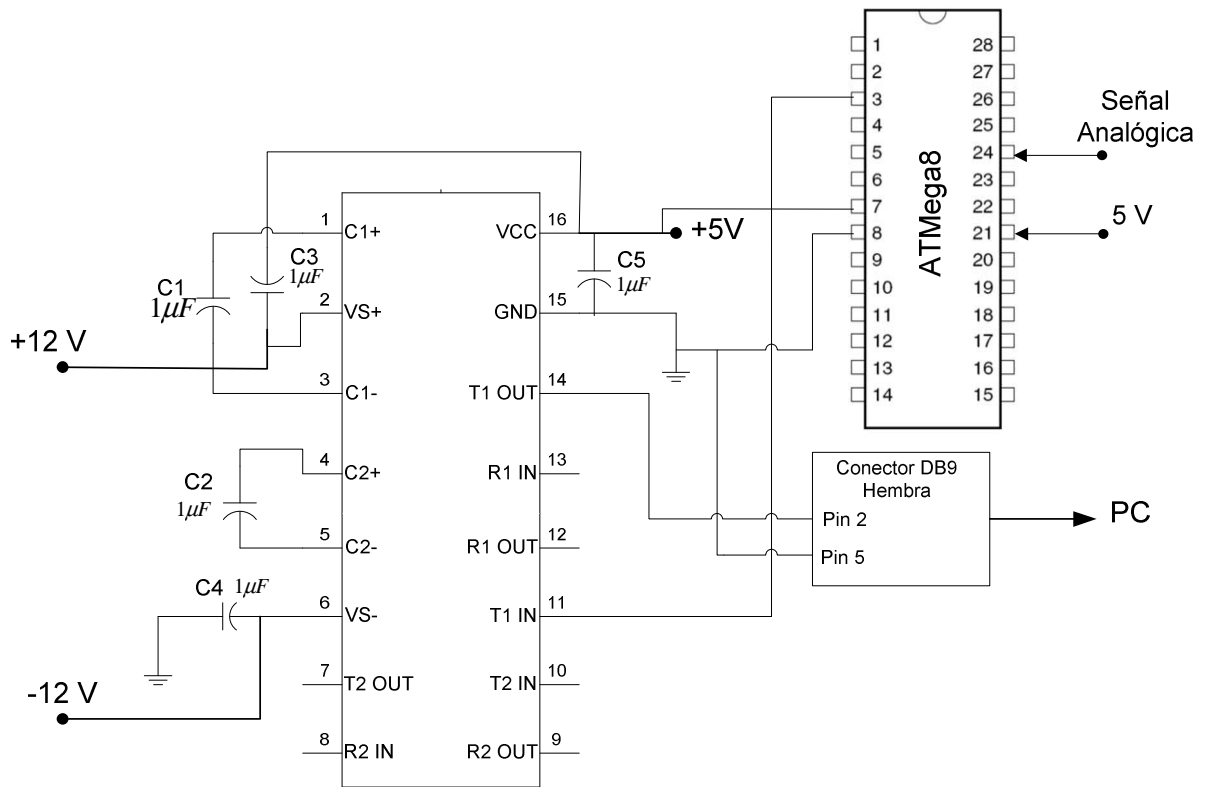 1 28
2 27
3 26
4 25
5 24
6 23
7 22
8 21
9 20
10 19
11 18
12 17
13 16
14 15
ATMega8
Señal
Analógica
5 V
1 C1+
VCC 16
+5V
C3
1µF
C5
1µF
C1
1µF
2 VS+
GND 15
+12 V
3 C1-
T1 OUT 14
4 C2+
R1 IN 13
C2
1µF
5 C2-
R1 OUT 12
Conector DB9
Hembra
Pin 2
Pin 5
PC
C4 1µF
6 VS-
T1 IN 11
-12 V
7 T2 OUT
T2 IN 10
8 R2 IN
R2 OUT 9